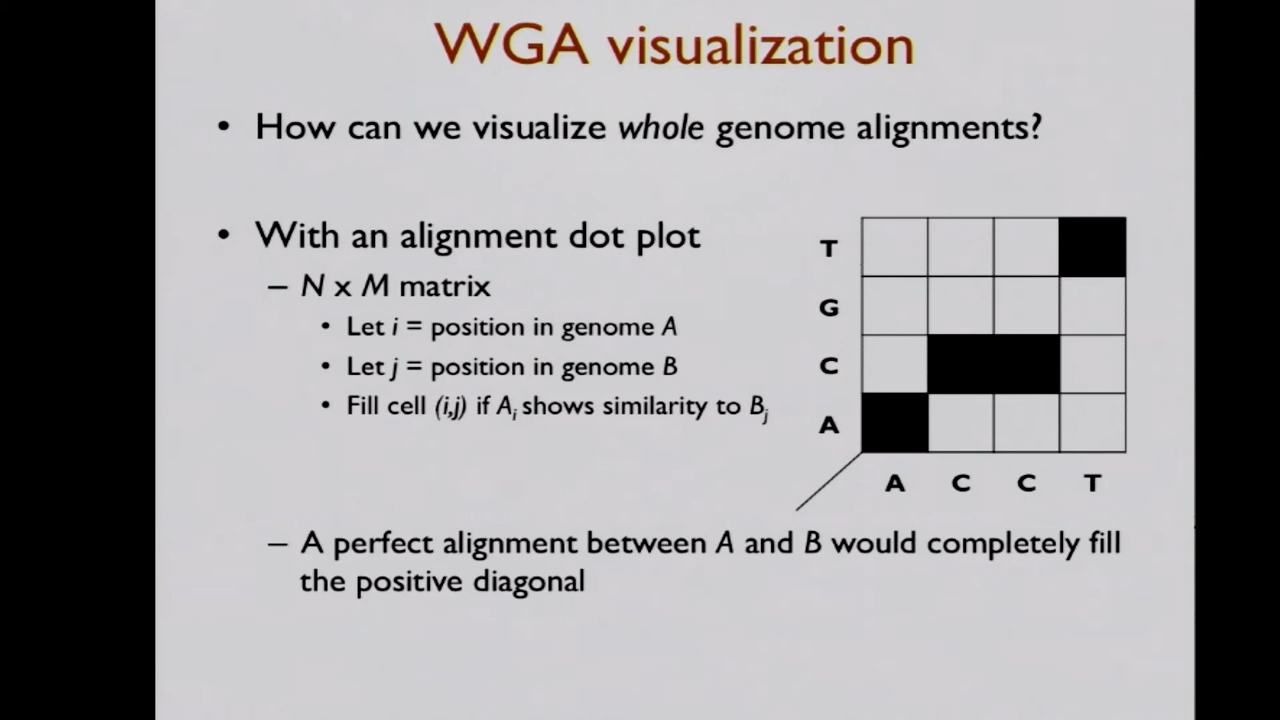 WGA visualization
• How can we visualize whole genome alignments?
• With an alignment dot plot
– N x M matrix
• Let i = position in genome A
• Let j = position in genome B
• Fill cell (i,j) if Ai shows similarity to Bj
T
G
C
A
A C C T
– A perfect alignment between A and B would completely fill
the positive diagonal